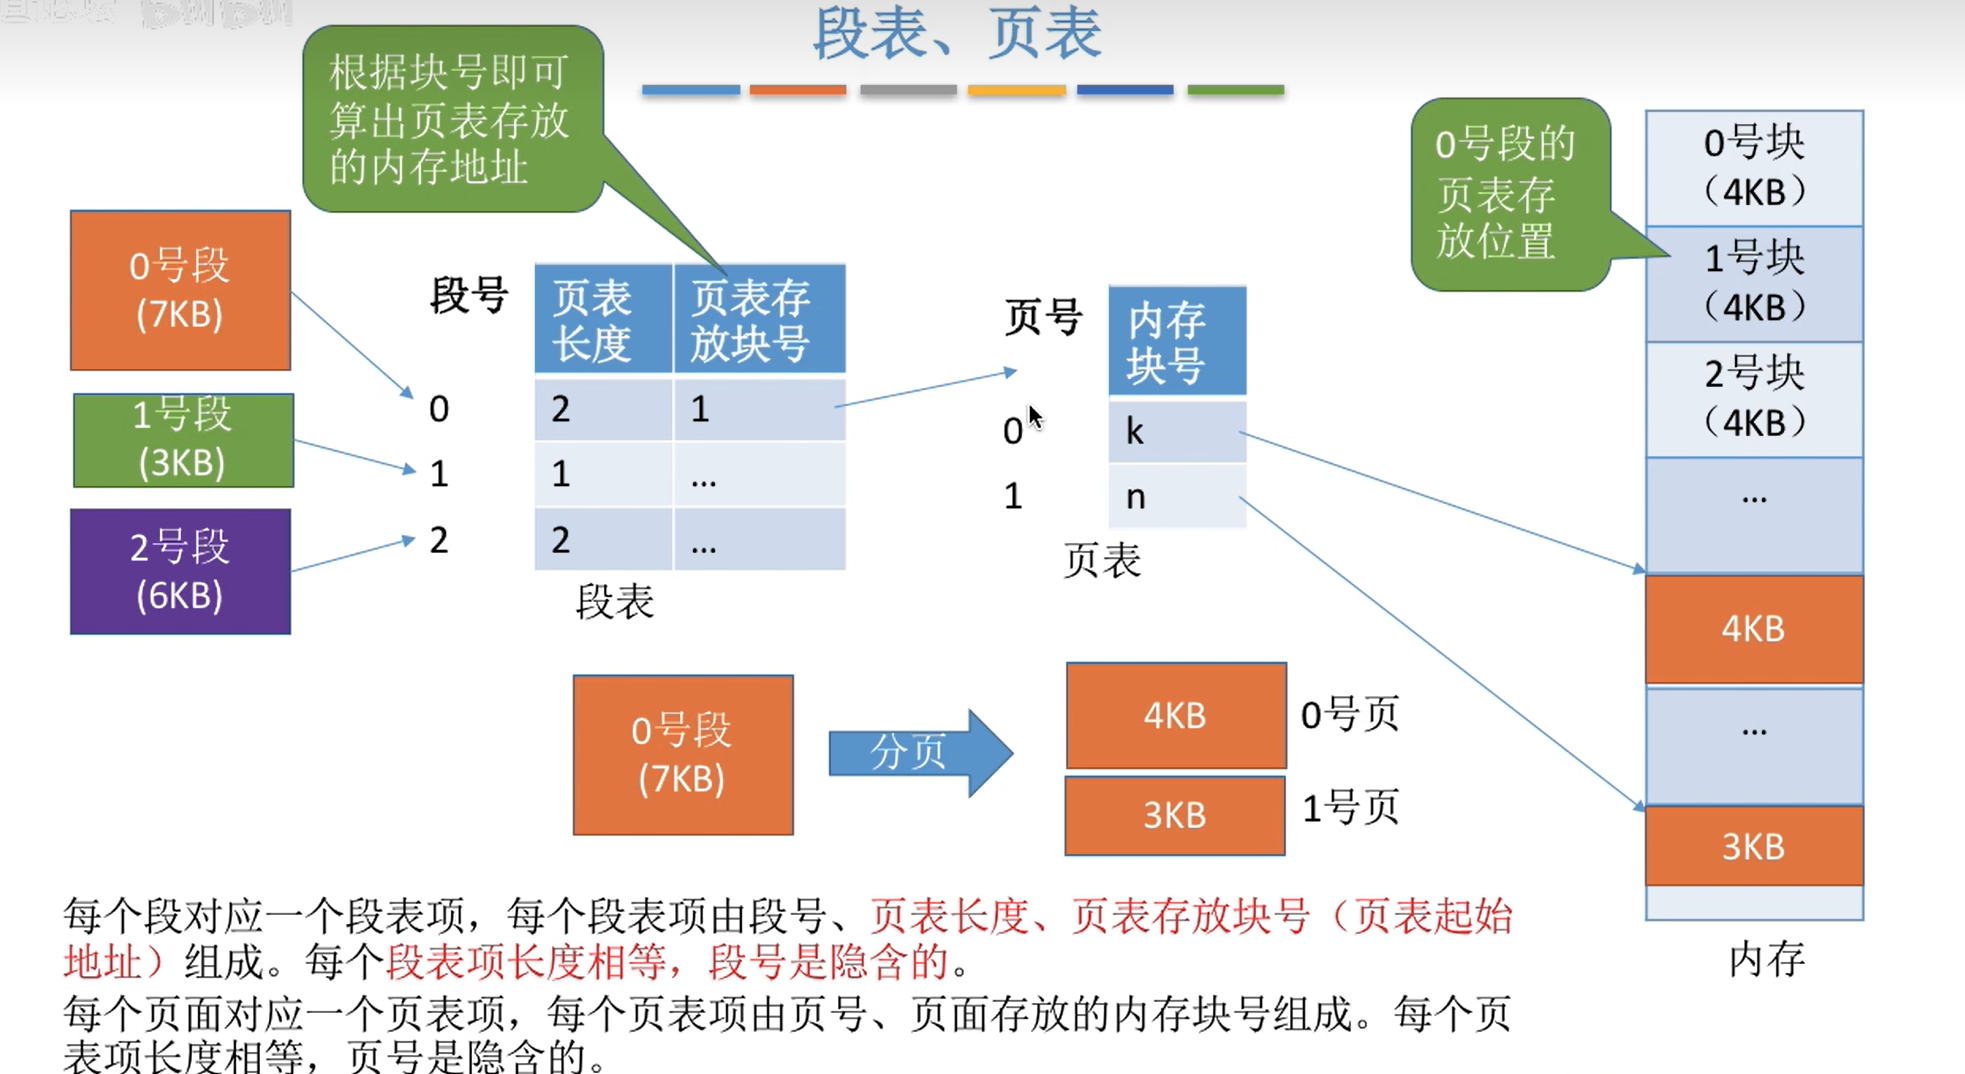 段表、页表
根据块号即可
算出页表存放
的内存地址
0号段的
页表存
放位置
0号段
(7KB)
1号段
(3KB)
2号段
(6KB)
段号
页表
长度
页表存
放块号
0
2
1
1
1
...
2
2
...
段表
页号
内存
块号
0
k
1
n
页表
0号块
（4KB）
1号块
（4KB）
2号块
（4KB）
...
4KB
...
3KB
内存
0号段
(7KB)
分页
4KB
0号页
3KB
1号页
每个段对应一个段表项，每个段表项由段号、页表长度、页表存放块号（页表起始
地址）组成。每个段表项长度相等，段号是隐含的。
每个页面对应一个页表项，每个页表项由页号、页面存放的内存块号组成。每个页
表项长度相等，页号是隐含的。